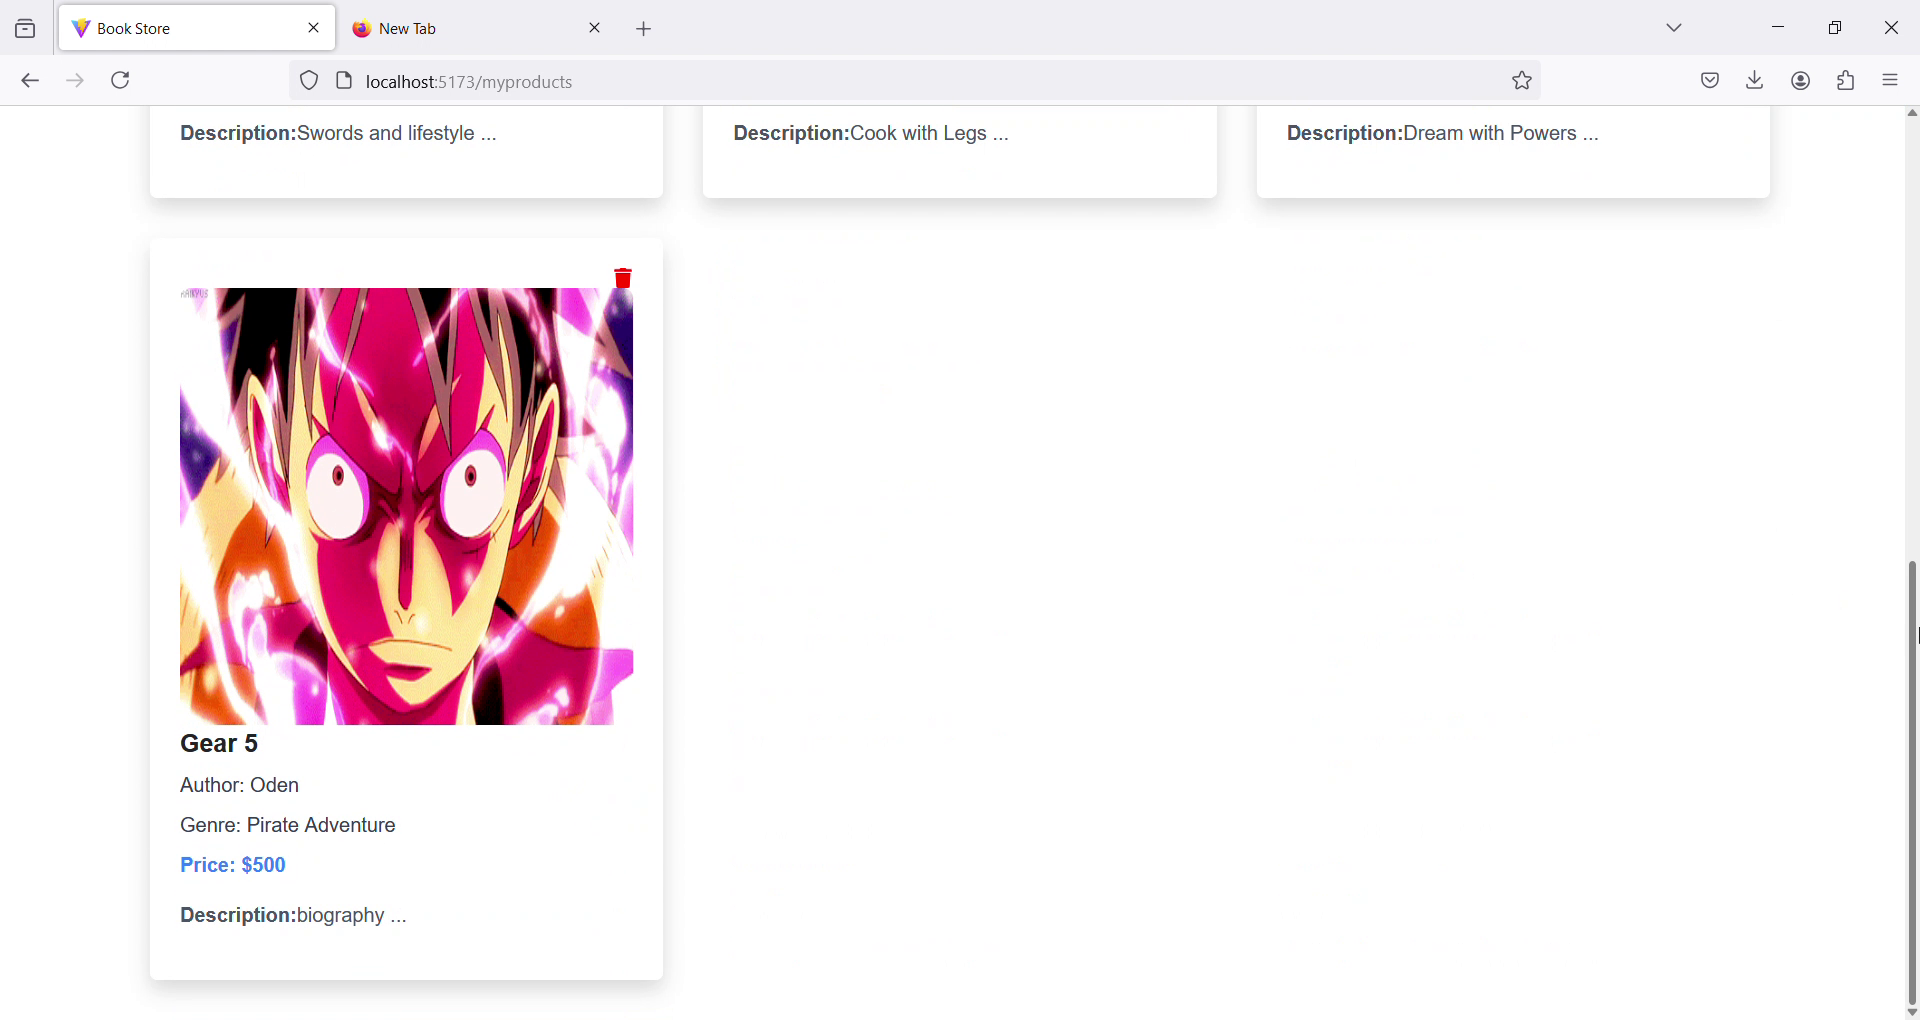 Book Store
New Tab
localhost:5173/myproducts
Description:Swords and lifestyle ...
Description:Cook with Legs ...
Description:Dream with Powers ...
Gear 5
Author: Oden
Genre: Pirate Adventure
Price: $500
Description:biography ...